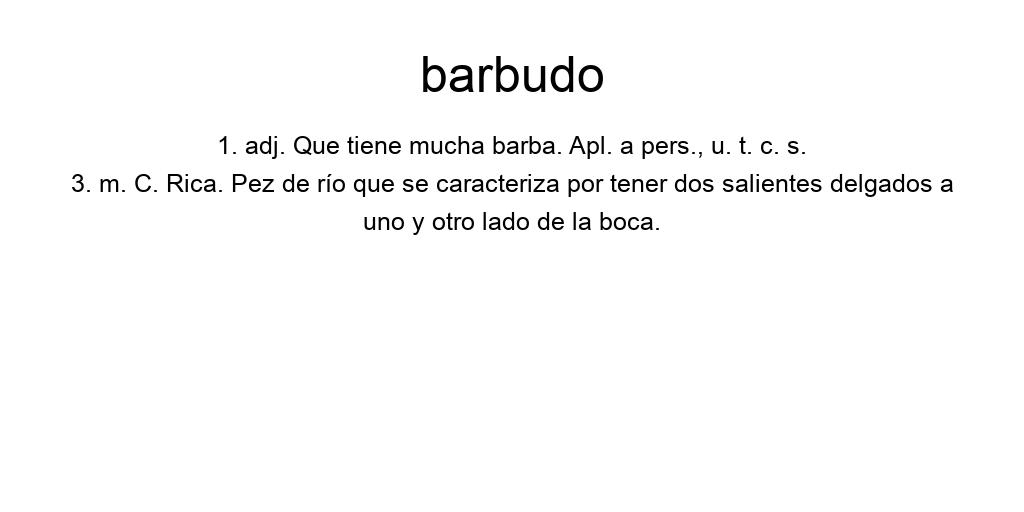 barbudo
1. adj. Que tiene mucha barba. Apl. a pers., u. t. c. s.
3. m. C. Rica. Pez de río que se caracteriza por tener dos salientes delgados a
uno y otro lado de la boca.